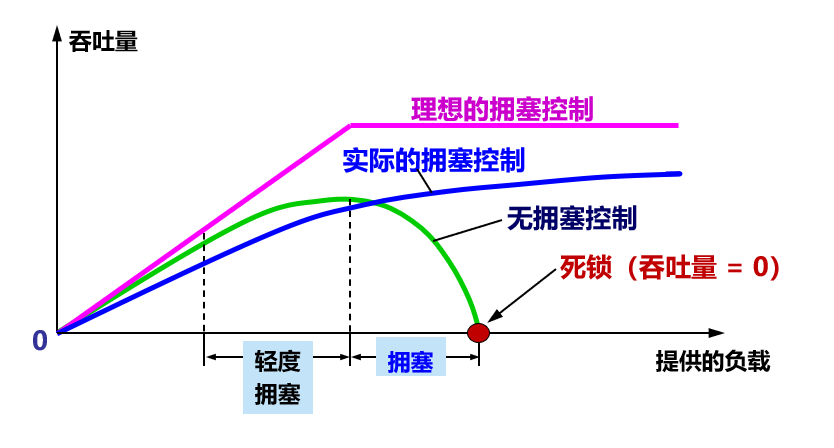 吞吐量
理想的拥塞控制
实际的拥塞控制
无拥塞控制
死锁（吞吐量 = 0）
0
提供的负载
轻度
拥塞
拥塞